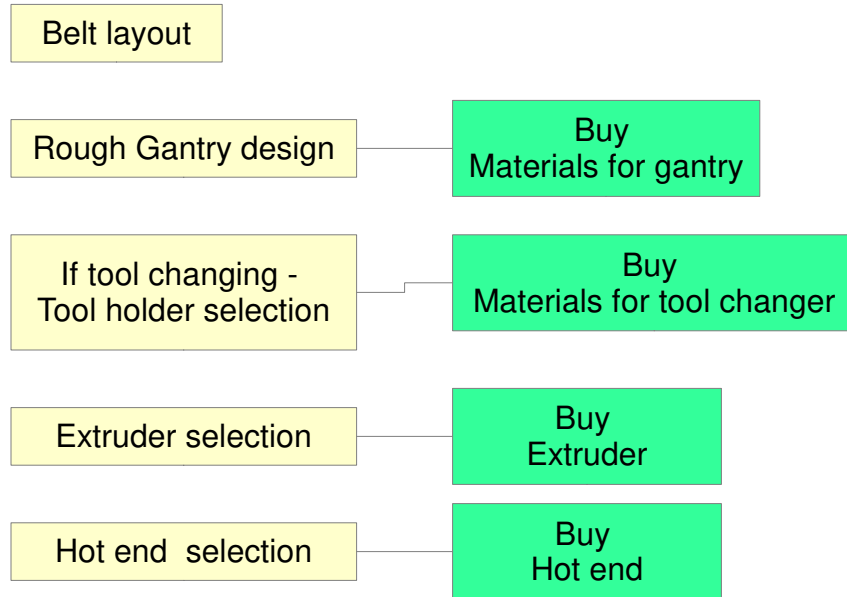 Belt layout
Rough Gantry design
Buy
Materials for gantry
If tool changing -
Tool holder selection
Buy
Materials for tool changer
Extruder selection
Buy
Extruder
Hot end  selection
Buy
Hot end